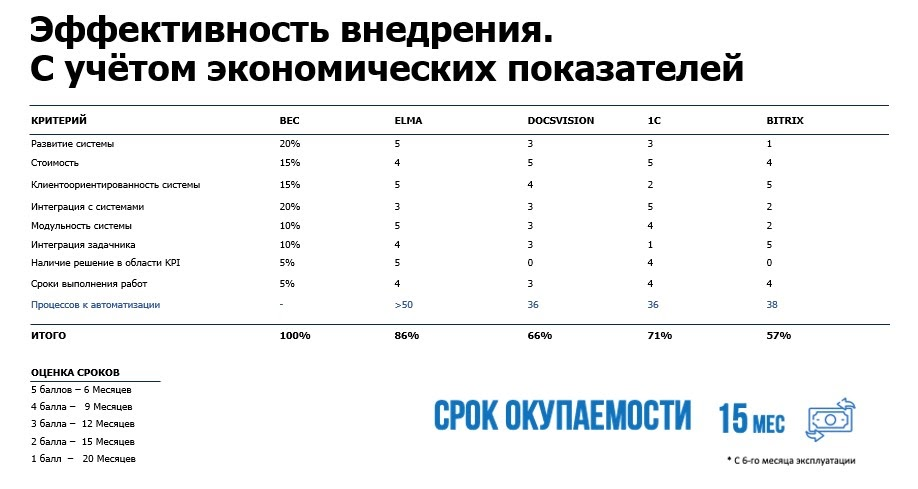 Эффективность внедрения.
С учётом экономических показателей
КРИТЕРИЙ ВЕС ELMA DOCSVISION 1С BITRIX
Развитие системы 20% 5 3 3 1
Стоимость 15% 4 5 5 4
Клиентоориентированность системы 15% 5 4 2 5
Интеграция с системами 20% 3 3 5 2
Модульность системы 10% 5 3 4 2
Интеграция задачника 10% 4 3 1 5
Наличие решение в области KPI 5% 5 0 4 0
Сроки выполнения работ 5% 4 3 4 4
Процессов к автоматизации - >50 36 36 38
ИТОГО 100% 86% 66% 71% 57%
ОЦЕНКА СРОКОВ
5 баллов – 6 Месяцев
4 балла – 9 Месяцев
3 балла – 12 Месяцев
2 балла – 15 Месяцев
1 балл – 20 Месяцев
СРОК ОКУПАЕМОСТИ 15 МЕС
* С 6-го месяца эксплуатации